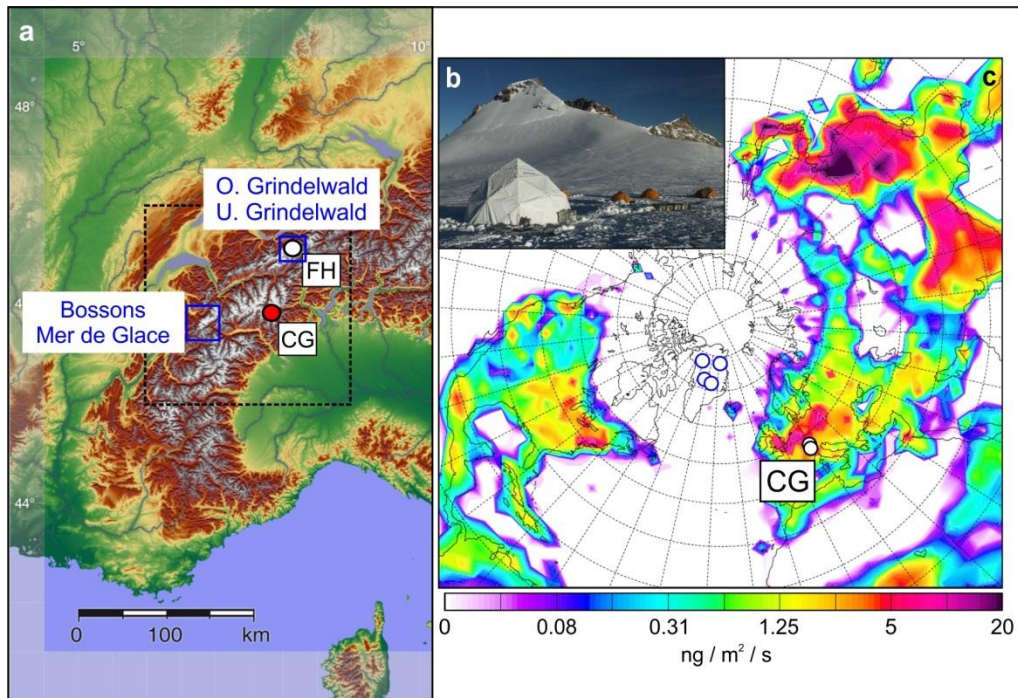 a
5°
10°
48°
O. Grindelwald
U. Grindelwald
FH
Bossons
Mer de Glace
CG
44°
0
100
km
b
c
CG
0
0.08
0.31
1.25
5
20
ng / m² / s